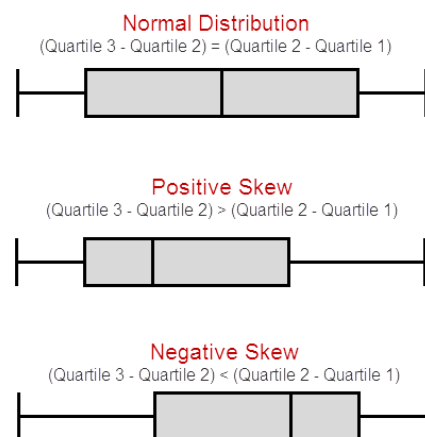 Normal Distribution
(Quartile 3 - Quartile 2) = (Quartile 2 - Quartile 1)
Positive Skew
(Quartile 3 - Quartile 2) > (Quartile 2 - Quartile 1)
Negative Skew
(Quartile 3 - Quartile 2) < (Quartile 2 - Quartile 1)